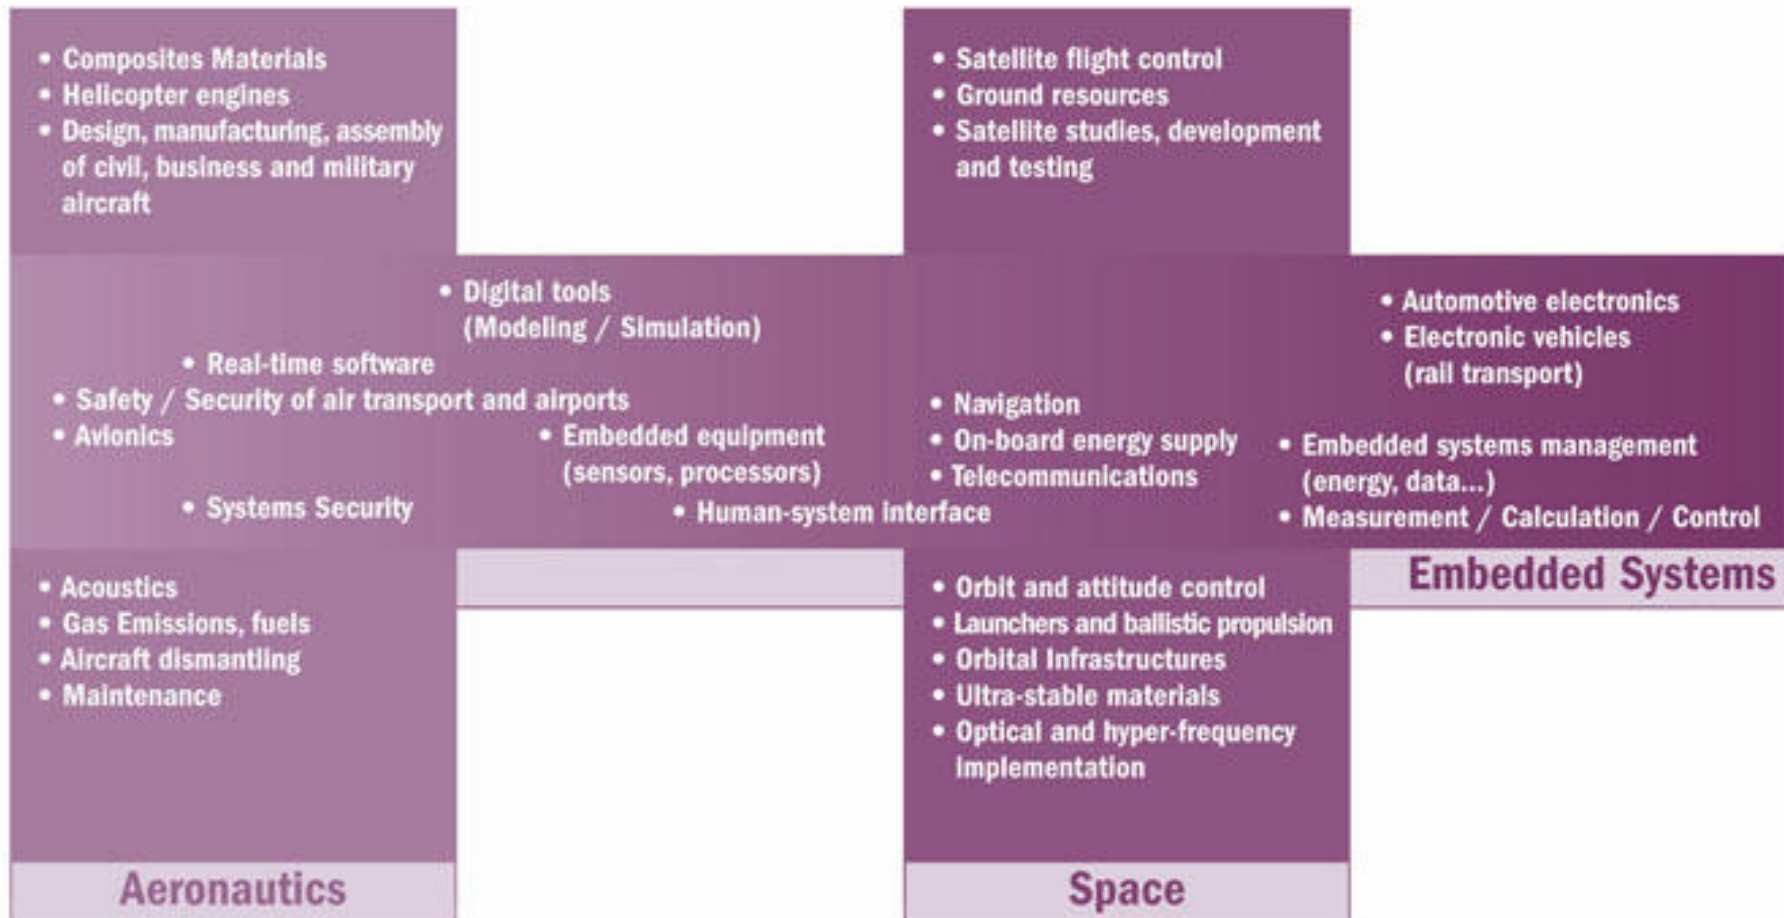 • Composites Materials
• Helicopter engines
• Design, manufacturing, assembly
of civil, business and military
aircraft
• Satellite flight control
• Ground resources
• Satellite studies, development
and testing
• Digital tools
(Modeling / Simulation)
• Real-time software
• Safety / Security of air transport and airports
• Avionics
• Embedded equipment
(sensors, processors)
• Systems Security
• Human-system interface
• Navigation
• On-board energy supply
• Telecommunications
• Automotive electronics
• Electronic vehicles
(rail transport)
• Embedded systems management
(energy, data...)
• Measurement / Calculation / Control
Embedded Systems
• Acoustics
• Gas Emissions, fuels
• Aircraft dismantling
• Maintenance
• Orbit and attitude control
• Launchers and ballistic propulsion
• Orbital Infrastructures
• Ultra-stable materials
• Optical and hyper-frequency
implementation
Aeronautics
Space